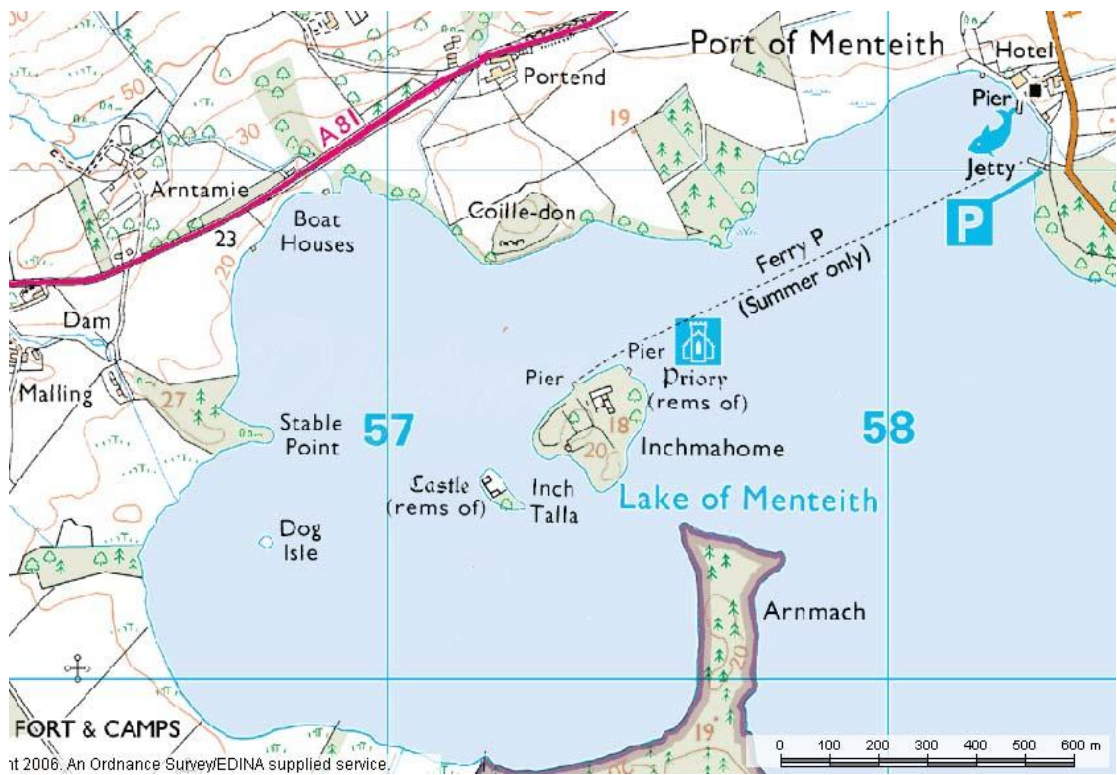 Port of Menteith
Hotel
Portend
Pier
50
A81
30
19
Jetty
Arntamie
Coille-don
P
Boat
Houses
23
20
Ferry P
(Summer only)
Dam
Pier
Malling
Pier
Priory
(rems of)
27
Stable
Point
57
18
58
20
Inchmahome
Castle
(rems of)
Inch
Talla
Lake of Menteith
Dog
Isle
Arnmach
20
19
FORT & CAMPS
0 100 200 300 400 500 600 m
nt 2006. An Ordnance Survey/EDINA supplied service.